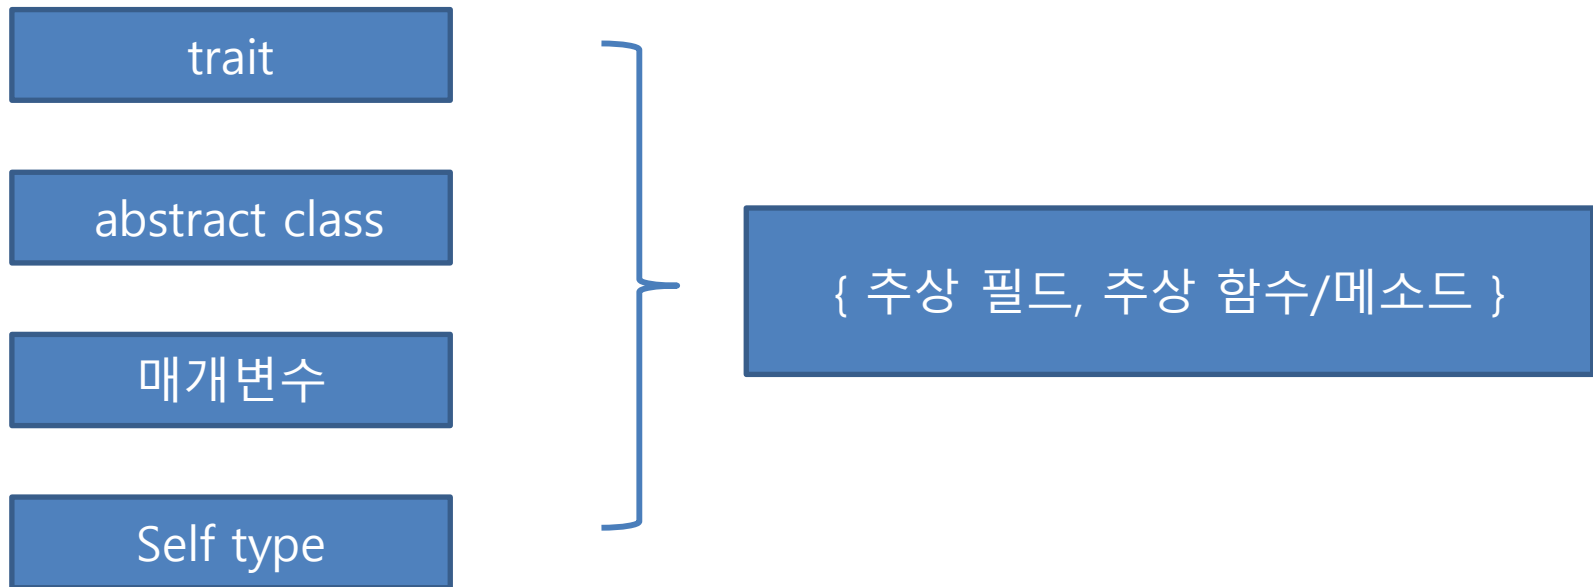 trait
abstract class
매개변수
Self type
{ 추상 필드, 추상 함수/메소드 }